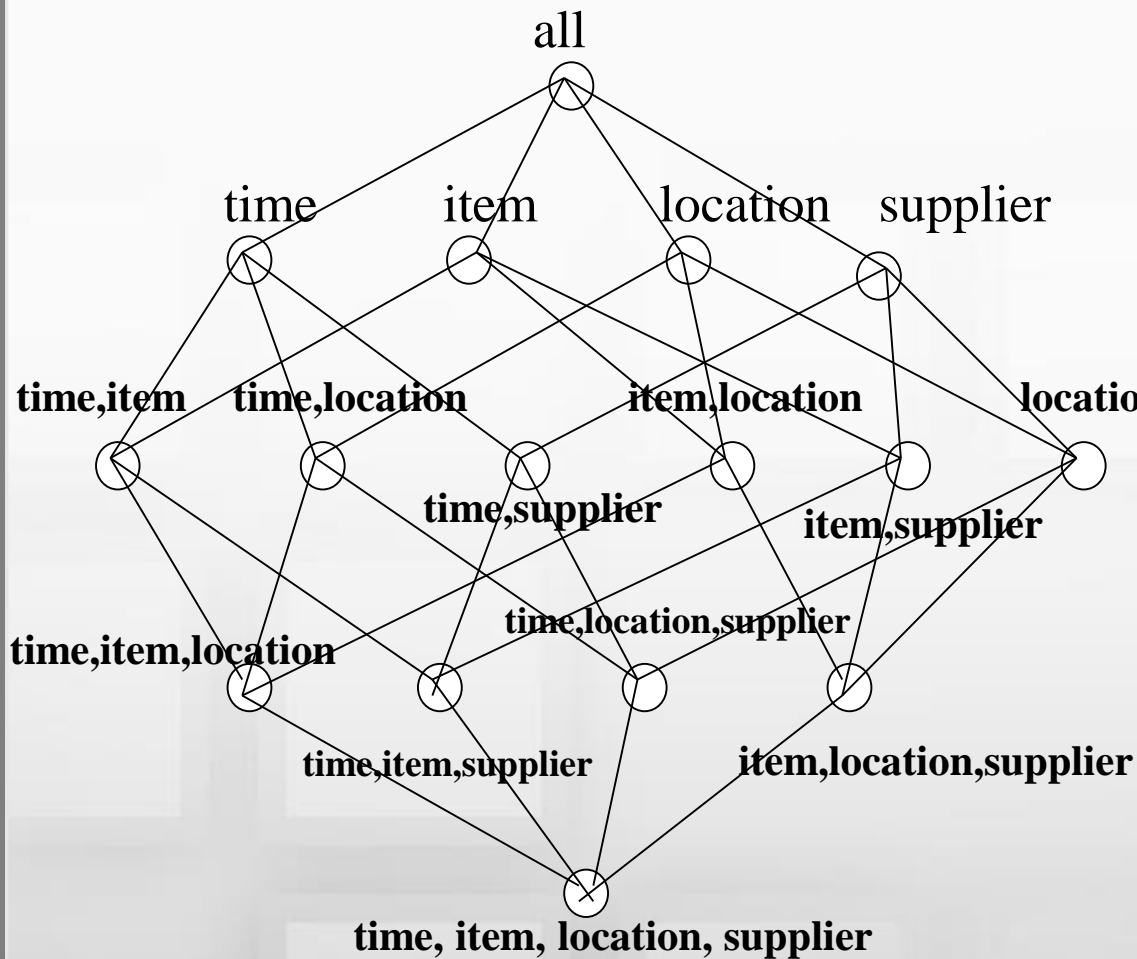 all
time
item
location
supplier
time,item
time,location
item,location
locatio
time,supplier
item,supplier
time,location,supplier
time,item,location
time,item,supplier
item,location,supplier
time, item, location, supplier